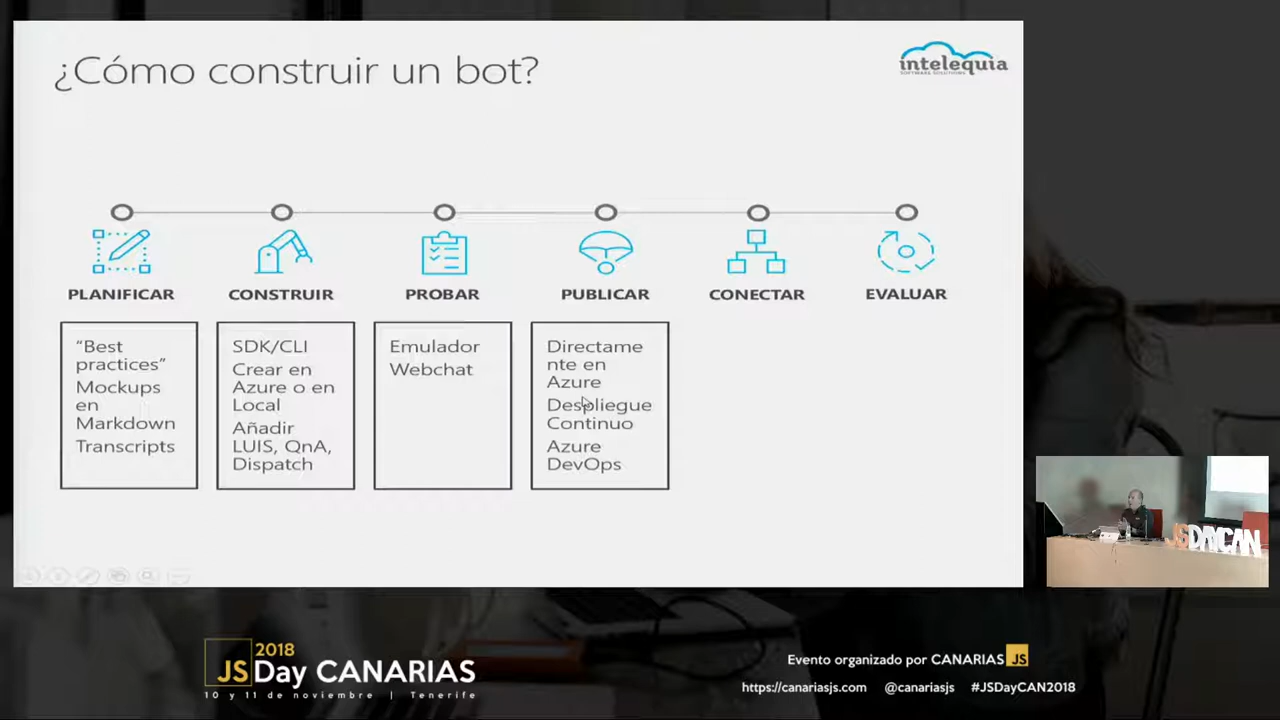 ¿Cómo construir un bot?
intelequia
SOFTWARE SOLUTIONS
PLANIFICAR
CONSTRUIR
PROBAR
PUBLICAR
CONECTAR
EVALUAR
“Best
practices”
Mockups
en
Markdown
Transcripts
SDK/CLI
Crear en
Azure o en
Local
Añadir
LUIS, QnA,
Dispatch
Emulador
Webchat
Directame
nte en
Azure
Despliegue
Continuo
Azure
DevOps
JSDAYCAN
2018
JSDay CANARIAS
10 y 11 de noviembre | Tenerife
Evento organizado por CANARIAS JS
https://canariasjs.com @canariasjs #JSDayCAN2018